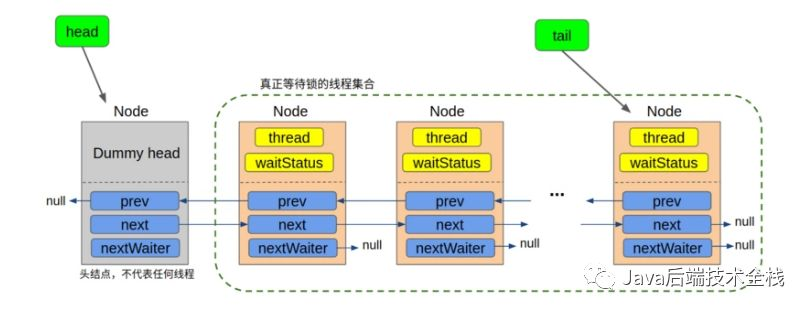 head
tail
真正等待锁的线程集合
Node
Node
Node
Node
Dummy head
thread
thread
thread
waitStatus
waitStatus
waitStatus
null
prev
prev
prev
...
prev
next
next
next
next
null
nextWaiter
nextWaiter
null
nextWaiter
null
nextWaiter
null
头结点，不代表任何线程
Java后端技术全栈